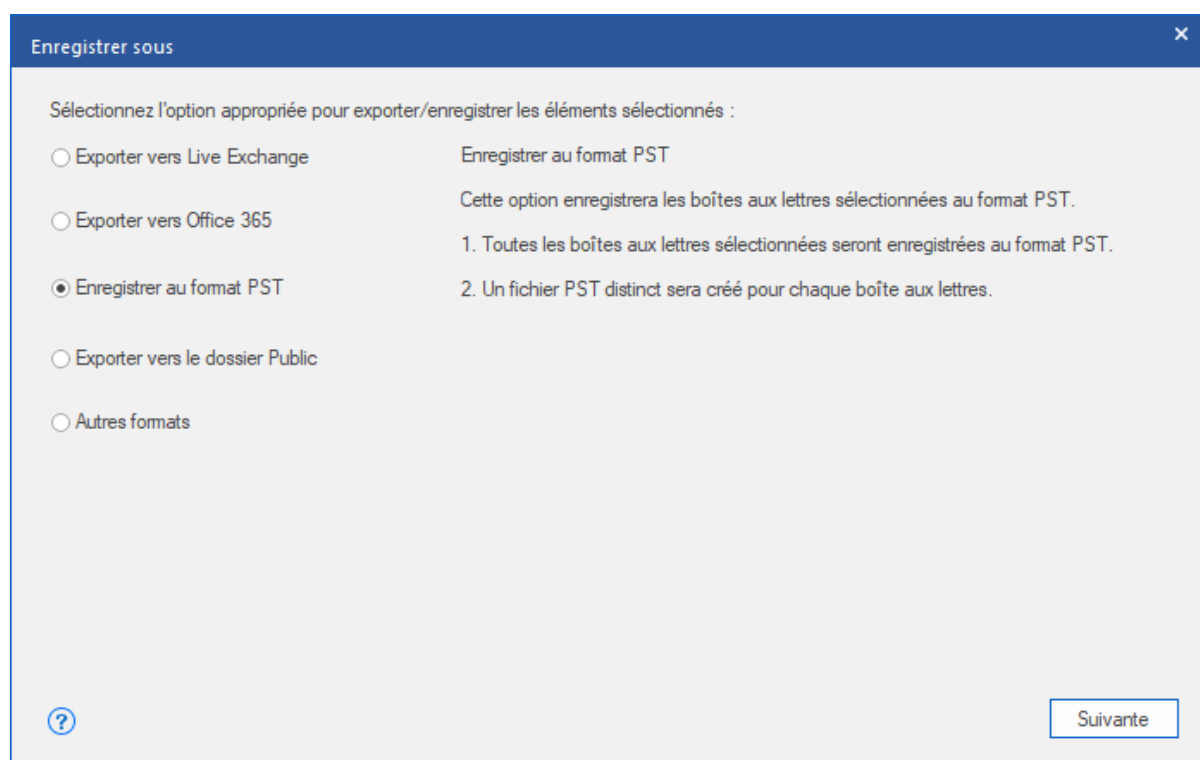 Enregistrer sous
Sélectionnez l'option appropriée pour exporter/enregistrer les éléments sélectionnés :
Exporter vers Live Exchange
Exporter vers Office 365
Enregistrer au format PST
Exporter vers le dossier Public
Autres formats
Enregistrer au format PST
Cette option enregistrera les boîtes aux lettres sélectionnées au format PST.
1. Toutes les boîtes aux lettres sélectionnées seront enregistrées au format PST.
2. Un fichier PST distinct sera créé pour chaque boîte aux lettres.
?
Suivante